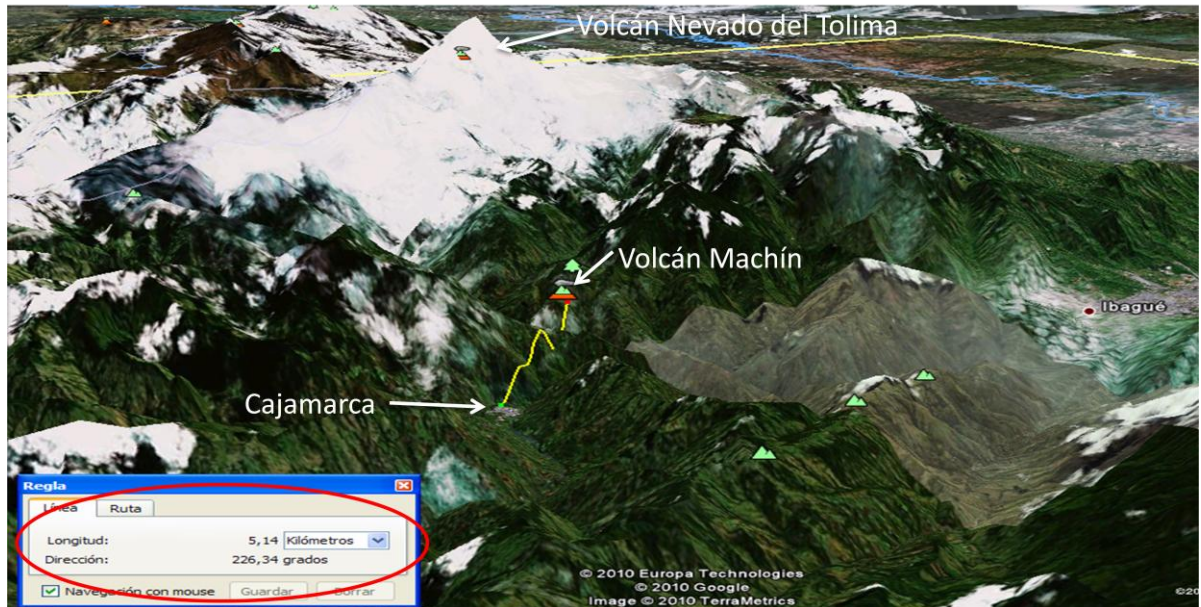 Volcán Nevado del Tolima
Volcán Machín
Ibagué
Cajamarca
Regla
Línea Ruta
Longitud: 5,14 Kilómetros
Dirección: 226,34 grados
Navegación con mouse Guardar Borrar
© 2010 Europa Technologies
© 2010 Google
Image © 2010 TerraMetrics
©20